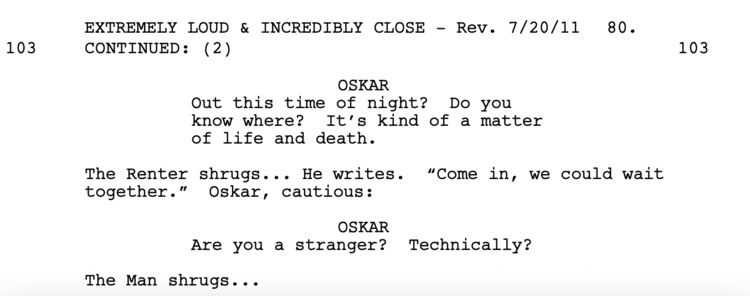 EXTREMELY LOUD & INCREDIBLY CLOSE – Rev. 7/20/11 80.
103 CONTINUED: (2) 103
OSKAR
Out this time of night? Do you
know where? It’s kind of a matter
of life and death.
The Renter shrugs... He writes. “Come in, we could wait
together.” Oskar, cautious:
OSKAR
Are you a stranger? Technically?
The Man shrugs...